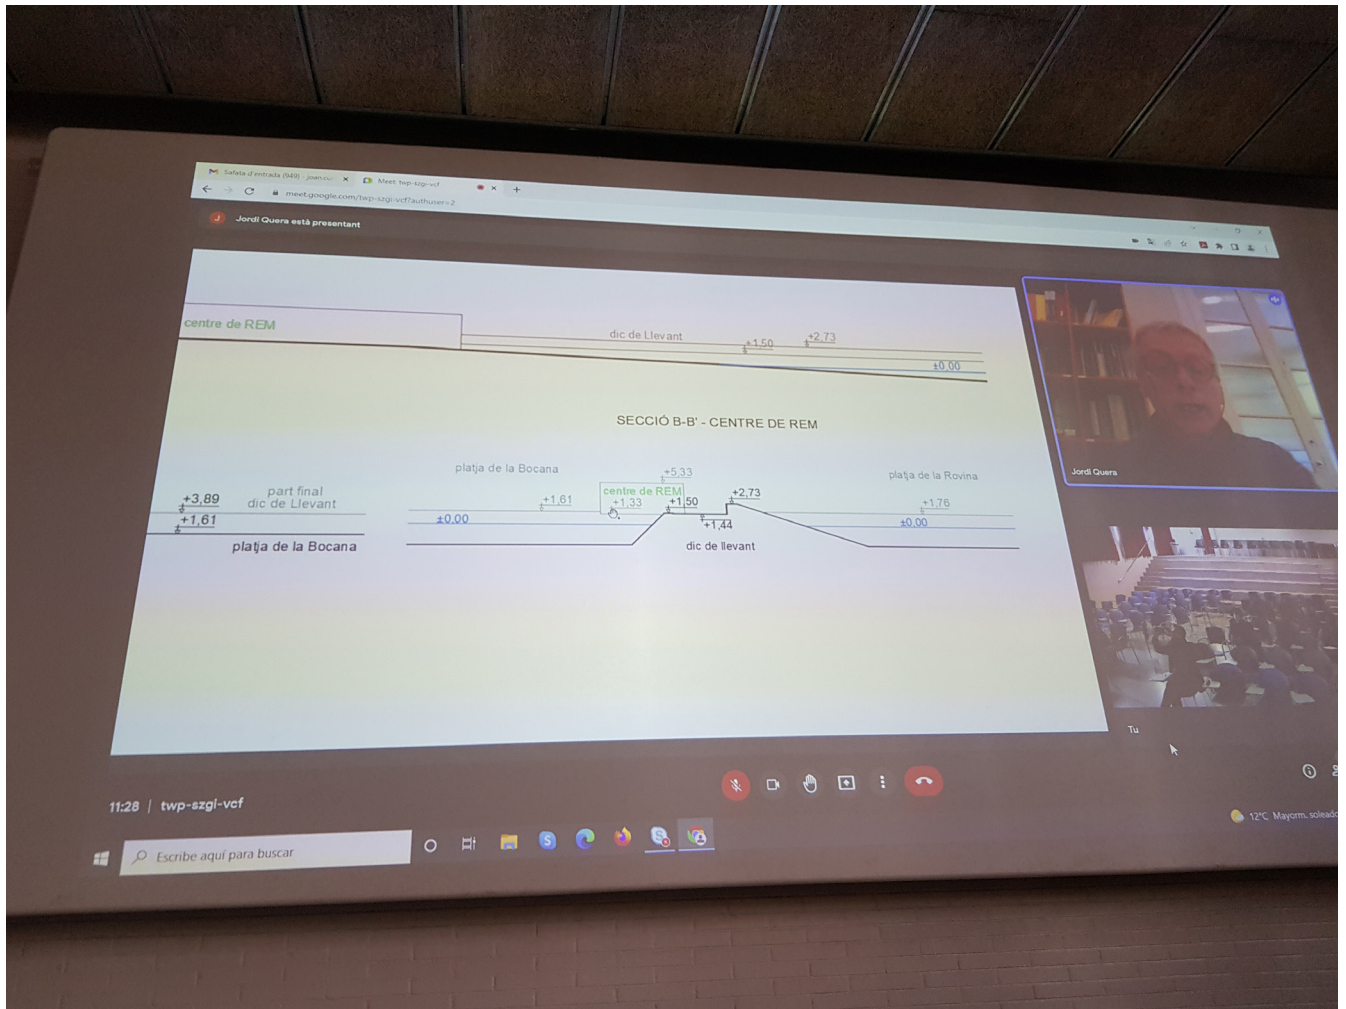 Safata d'entrada (949)
Meet: twp-szgi-vcf
meet.google.com/twp-szgi-vcf?authuser=2
J
Jordi Quera està presentant
centre de REM
dic de Llevant
+1,50
+2,73
±0,00
SECCIÓ B-B' - CENTRE DE REM
platja de la Bocana
+5,33
platja de la Rovina
+3,89
part final
dic de Llevant
+1,61
centre de REM
+1,33
+1,50
+2,73
+1,76
+1,61
±0,00
+1,44
±0,00
platja de la Bocana
dic de llevant
Jordi Quera
Tu
11:28 | twp-szgi-vcf
Escribe aquí para buscar
12°C Mayorm. soleado